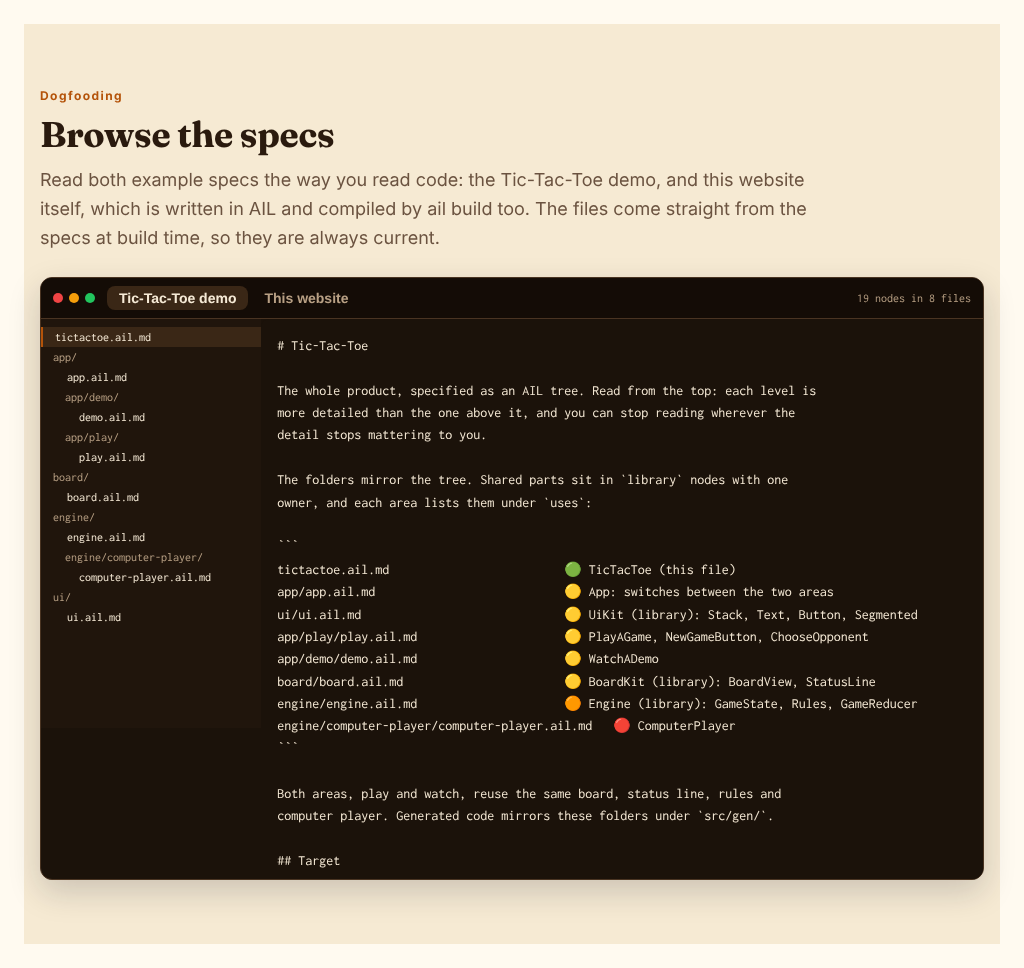 Dogfooding
Browse the specs
Read both example specs the way you read code: the Tic-Tac-Toe demo, and this website
itself, which is written in AIL and compiled by ail build too. The files come straight from the
specs at build time, so they are always current.
Tic-Tac-Toe demo
This website
19 nodes in 8 files
tictactoe.ail.md
app/
app.ail.md
app/demo/
demo.ail.md
app/play/
play.ail.md
board/
board.ail.md
engine/
engine.ail.md
engine/computer-player/
computer-player.ail.md
ui/
ui.ail.md
# Tic-Tac-Toe
The whole product, specified as an AIL tree. Read from the top: each level is
more detailed than the one above it, and you can stop reading wherever the
detail stops mattering to you.
The folders mirror the tree. Shared parts sit in `library` nodes with one
owner, and each area lists them under `uses`:
```
tictactoe.ail.md 🟢 TicTacToe (this file)
app/app.ail.md 🟡 App: switches between the two areas
ui/ui.ail.md 🟡 UiKit (library): Stack, Text, Button, Segmented
app/play/play.ail.md 🟡 PlayAGame, NewGameButton, ChooseOpponent
app/demo/demo.ail.md 🟡 WatchADemo
board/board.ail.md 🟡 BoardKit (library): BoardView, StatusLine
engine/engine.ail.md 🟠 Engine (library): GameState, Rules, GameReducer
engine/computer-player/computer-player.ail.md 🔴 ComputerPlayer
```
Both areas, play and watch, reuse the same board, status line, rules and
computer player. Generated code mirrors these folders under `src/gen/`.
## Target